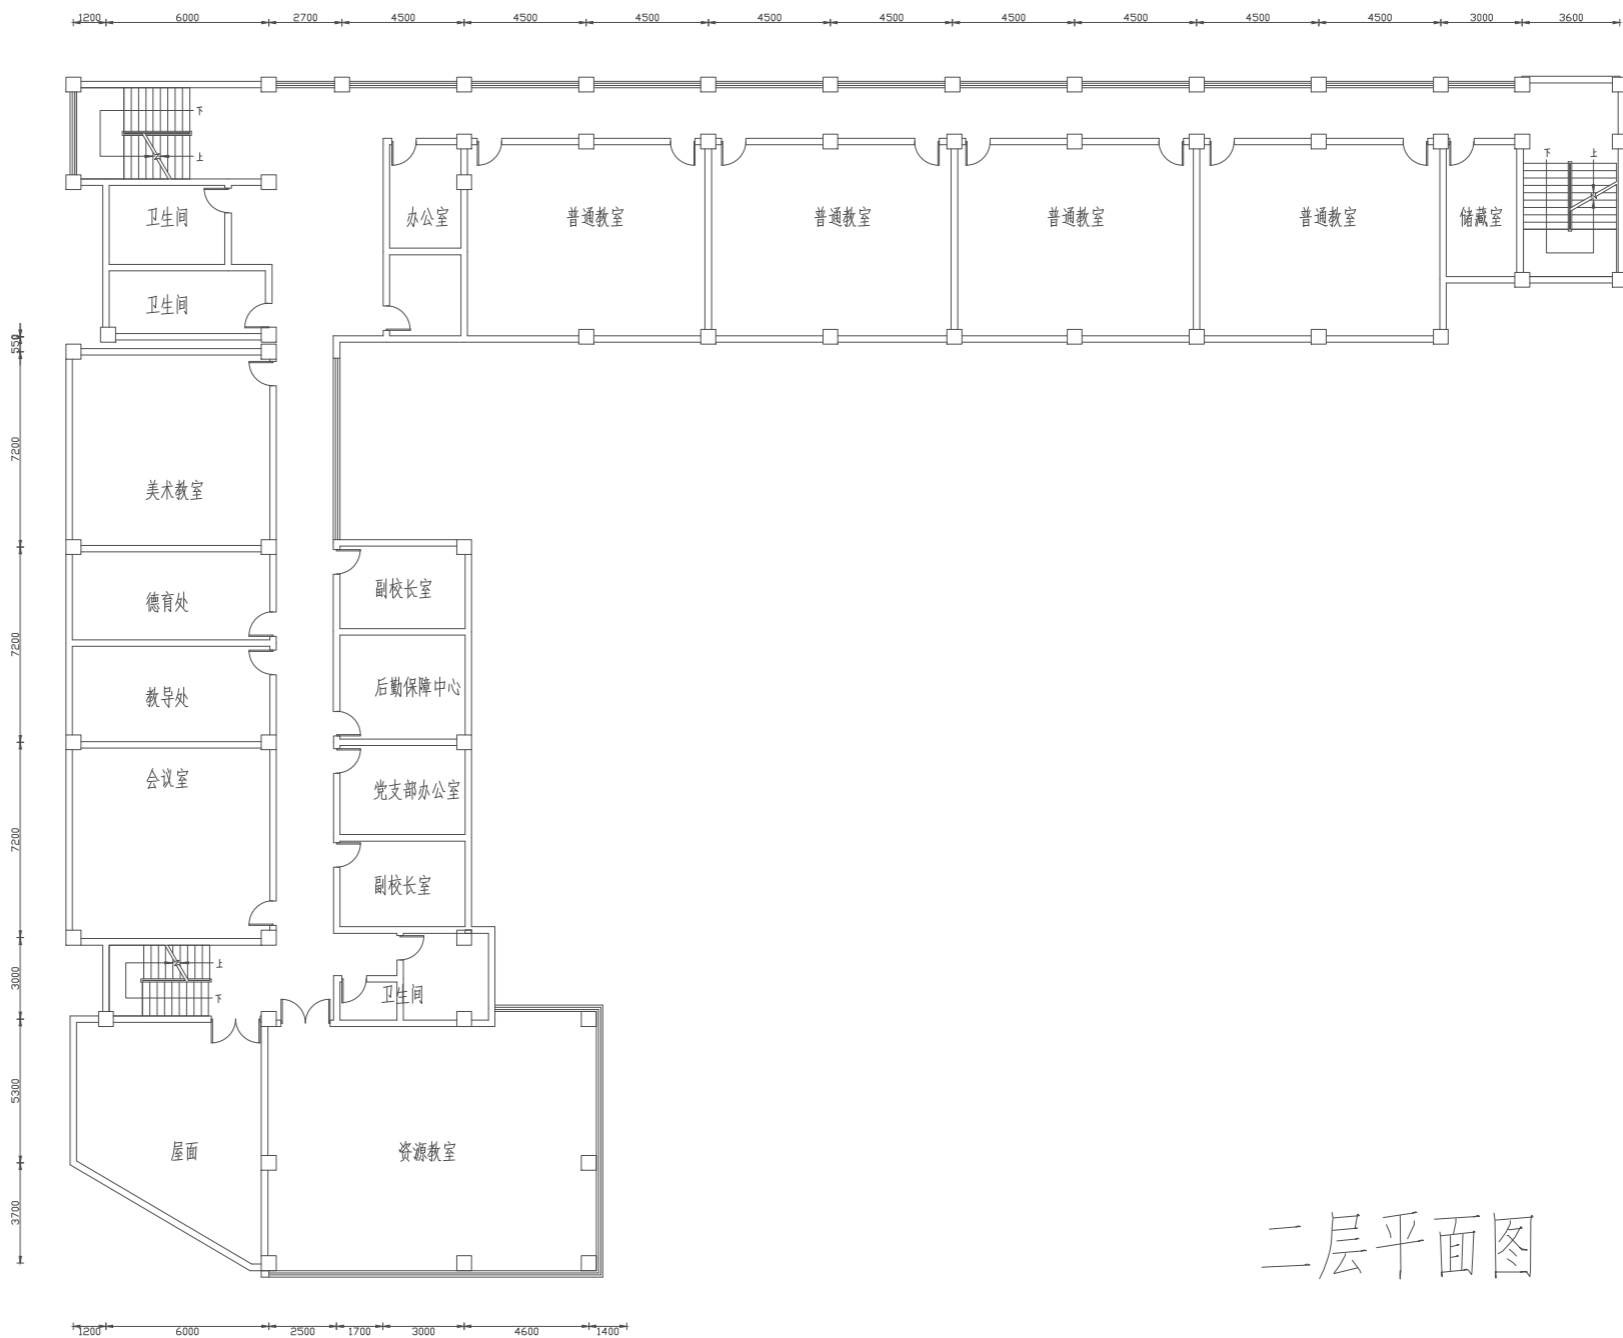 1200 6000 2700 4500 4500 4500 4500 4500 4500 4500 4500 4500 3000 3600
下
上
下 上
卫生间 办公室 普通教室 普通教室 普通教室 普通教室 储藏室
卫生间
550
7200
美术教室
副校长室
德育处
7200
后勤保障中心
教导处
会议室
党支部办公室
7200
副校长室
上
3000
下
卫生间
5300
屋面 资源教室
3700
二层平面图
1200 6000 2500 1700 3000 4600 1400